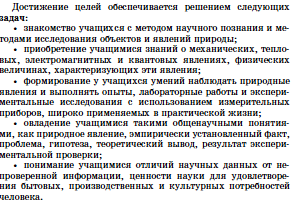 Достижение целей обеспечивается решением следующих
задач:
• знакомство учащихся с методом научного познания и ме-
тодами исследования объектов и явлений природы;
• приобретение учащимися знаний о механических, тепло-
вых, электромагнитных и квантовых явлениях, физических
величинах, характеризующих эти явления;
• формирование у учащихся умений наблюдать природные
явления и выполнять опыты, лабораторные работы и экспери-
ментальные исследования с использованием измерительных
приборов, широко применяемых в практической жизни;
• овладение учащимися такими общенаучными понятия-
ми, как природное явление, эмпирически установленный факт,
проблема, гипотеза, теоретический вывод, результат экспери-
ментальной проверки;
• понимание учащимися отличий научных данных от не-
проверенной информации, ценности науки для удовлетворе-
ния бытовых, производственных и культурных потребностей
человека.